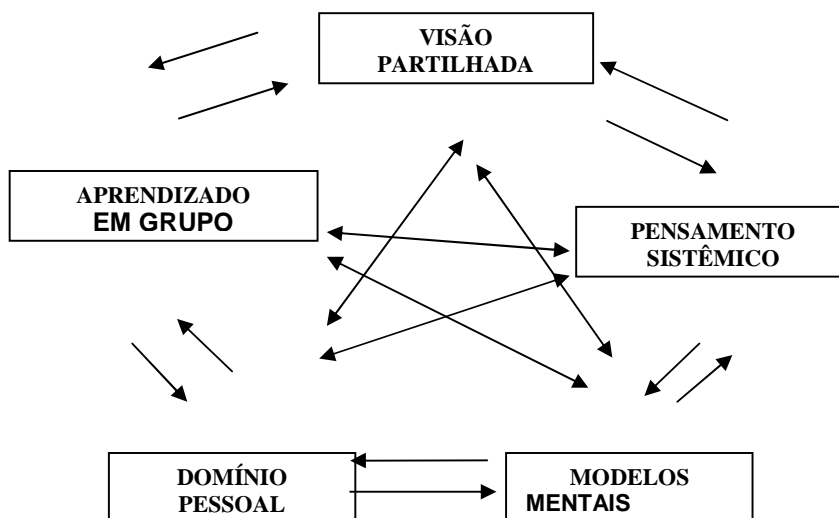 VISÃO
PARTILHADA
APRENDIZADO
EM GRUPO
PENSAMENTO
SISTÊMICO
DOMÍNIO
PESSOAL
MODELOS
MENTAIS